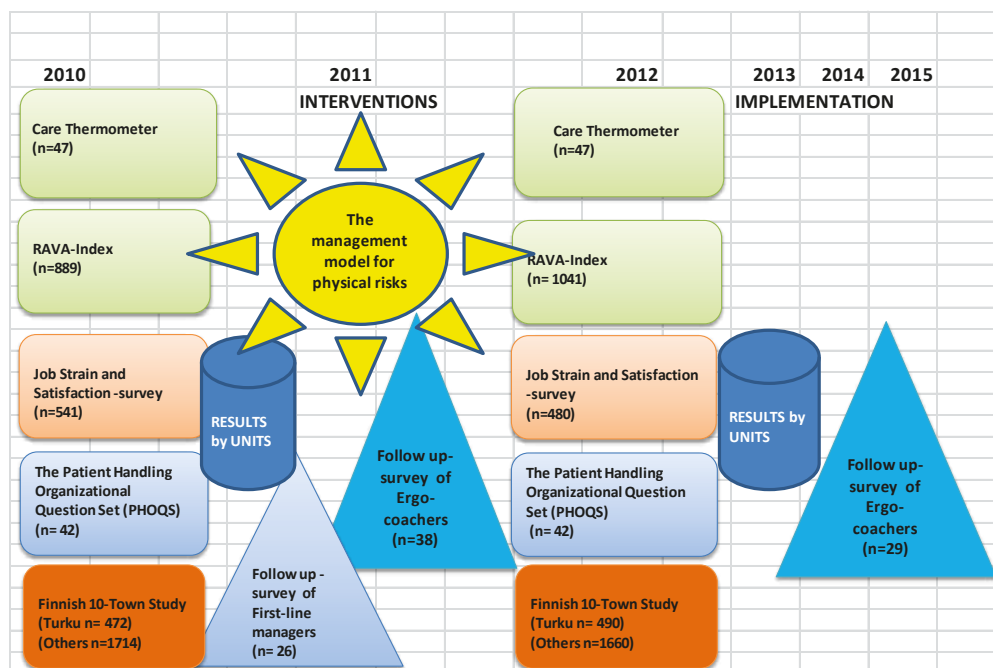 2010
2011
2012
2013
2014
2015
INTERVENTIONS
IMPLEMENTATION
Care Thermometer
(n=47)
RAVA-Index
(n=889)
Job Strain and
Satisfaction -survey
(n=541)
The Patient Handling
Organizational
Question Set (PHOQS)
(n= 42)
Finnish 10-Town Study
(Turku n= 472)
(Others n=1714)
The
management
model for
physical risks
RESULTS
by UNITS
Follow up -
survey of
First-line
managers
(n= 26)
Follow up-
survey of
Ergo-
coachers
(n=38)
Care Thermometer
(n=47)
RAVA-Index
(n= 1041)
Job Strain and Satisfaction
-survey
(n=480)
The Patient Handling
Organizational Question
Set (PHOQS)
(n= 42)
Finnish 10-Town Study
(Turku n= 490)
(Others n=1660)
RESULTS by
UNITS
Follow up-
survey of
Ergo-
coachers
(n=29)